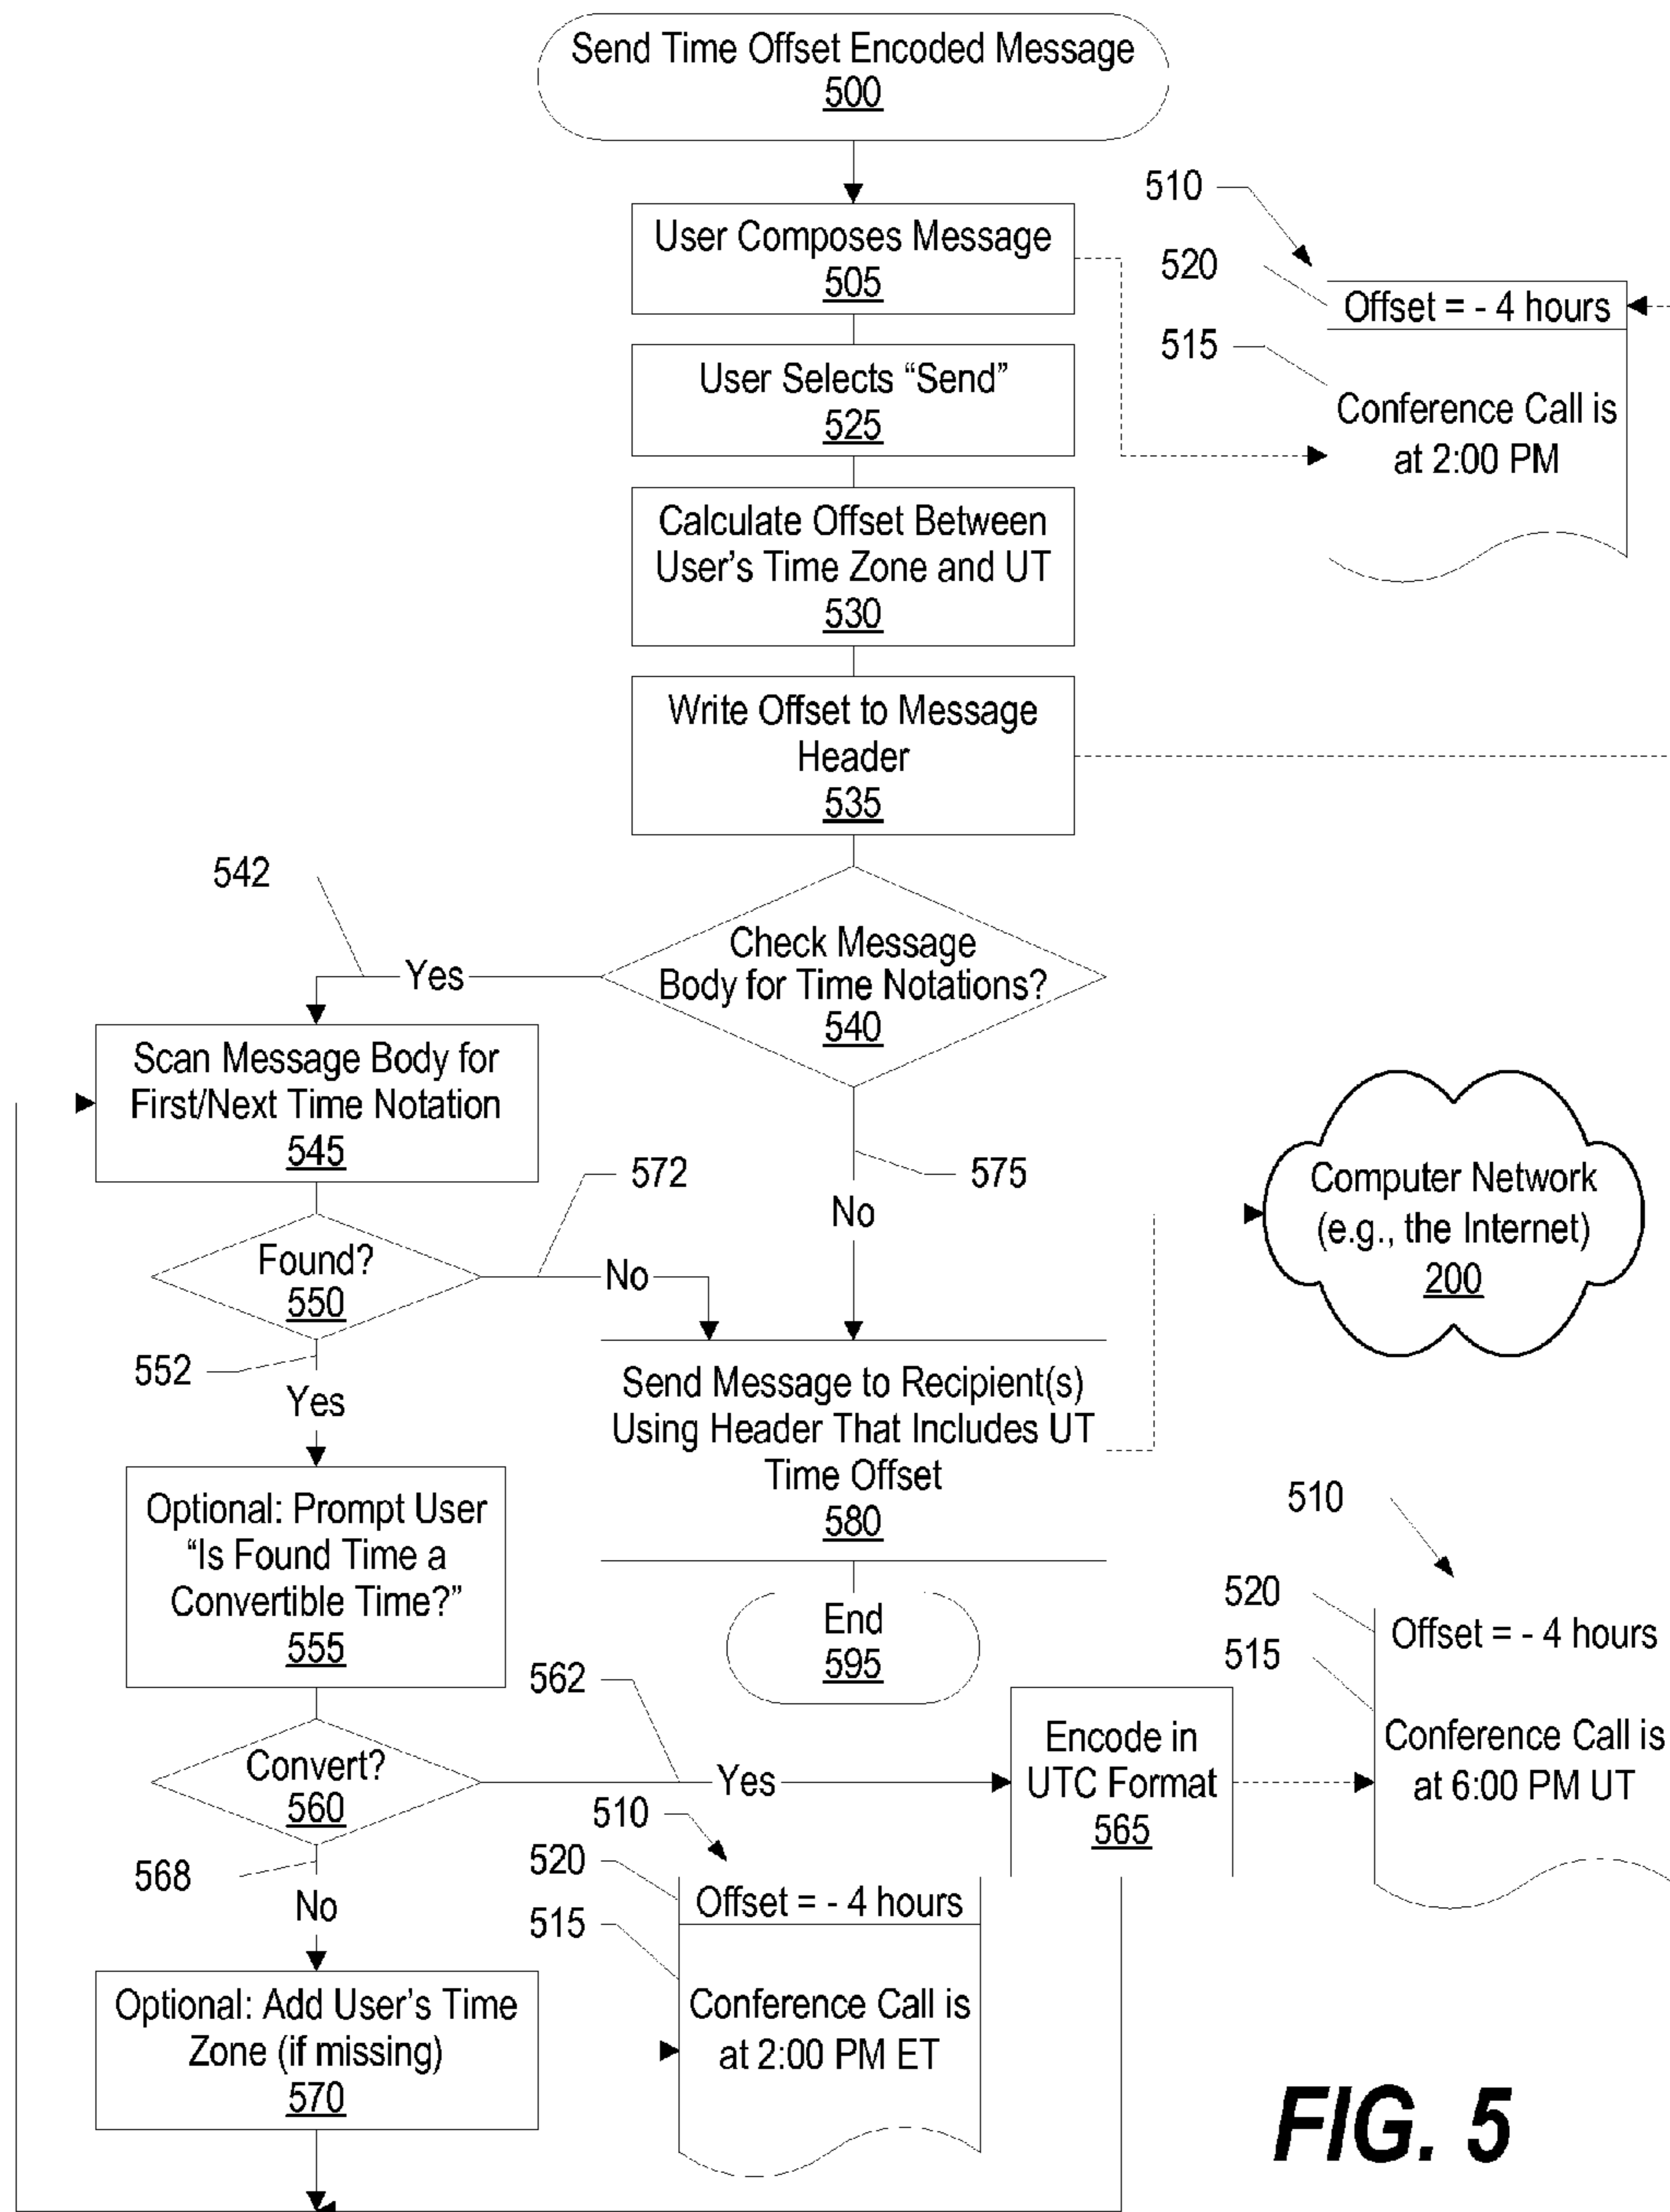 Send Time Offset Encoded Message
500
User Composes Message
505
510
520
Offset = - 4 hours
515
Conference Call is
at 2:00 PM
User Selects “Send”
525
Calculate Offset Between
User’s Time Zone and UT
530
Write Offset to Message
Header
535
542
Yes
Check Message
Body for Time Notations?
540
Scan Message Body for
First/Next Time Notation
545
572
575
No
Computer Network
(e.g., the Internet)
200
Found?
550
No
552
Yes
Send Message to Recipient(s)
Using Header That Includes UT
Time Offset
580
Optional: Prompt User
“Is Found Time a
Convertible Time?”
555
End
595
510
520
Offset = - 4 hours
515
Conference Call is
at 6:00 PM UT
562
Convert?
560
Yes
Encode in
UTC Format
565
568
No
510
520
Offset = - 4 hours
515
Conference Call is
at 2:00 PM ET
Optional: Add User’s Time
Zone (if missing)
570
FIG. 5